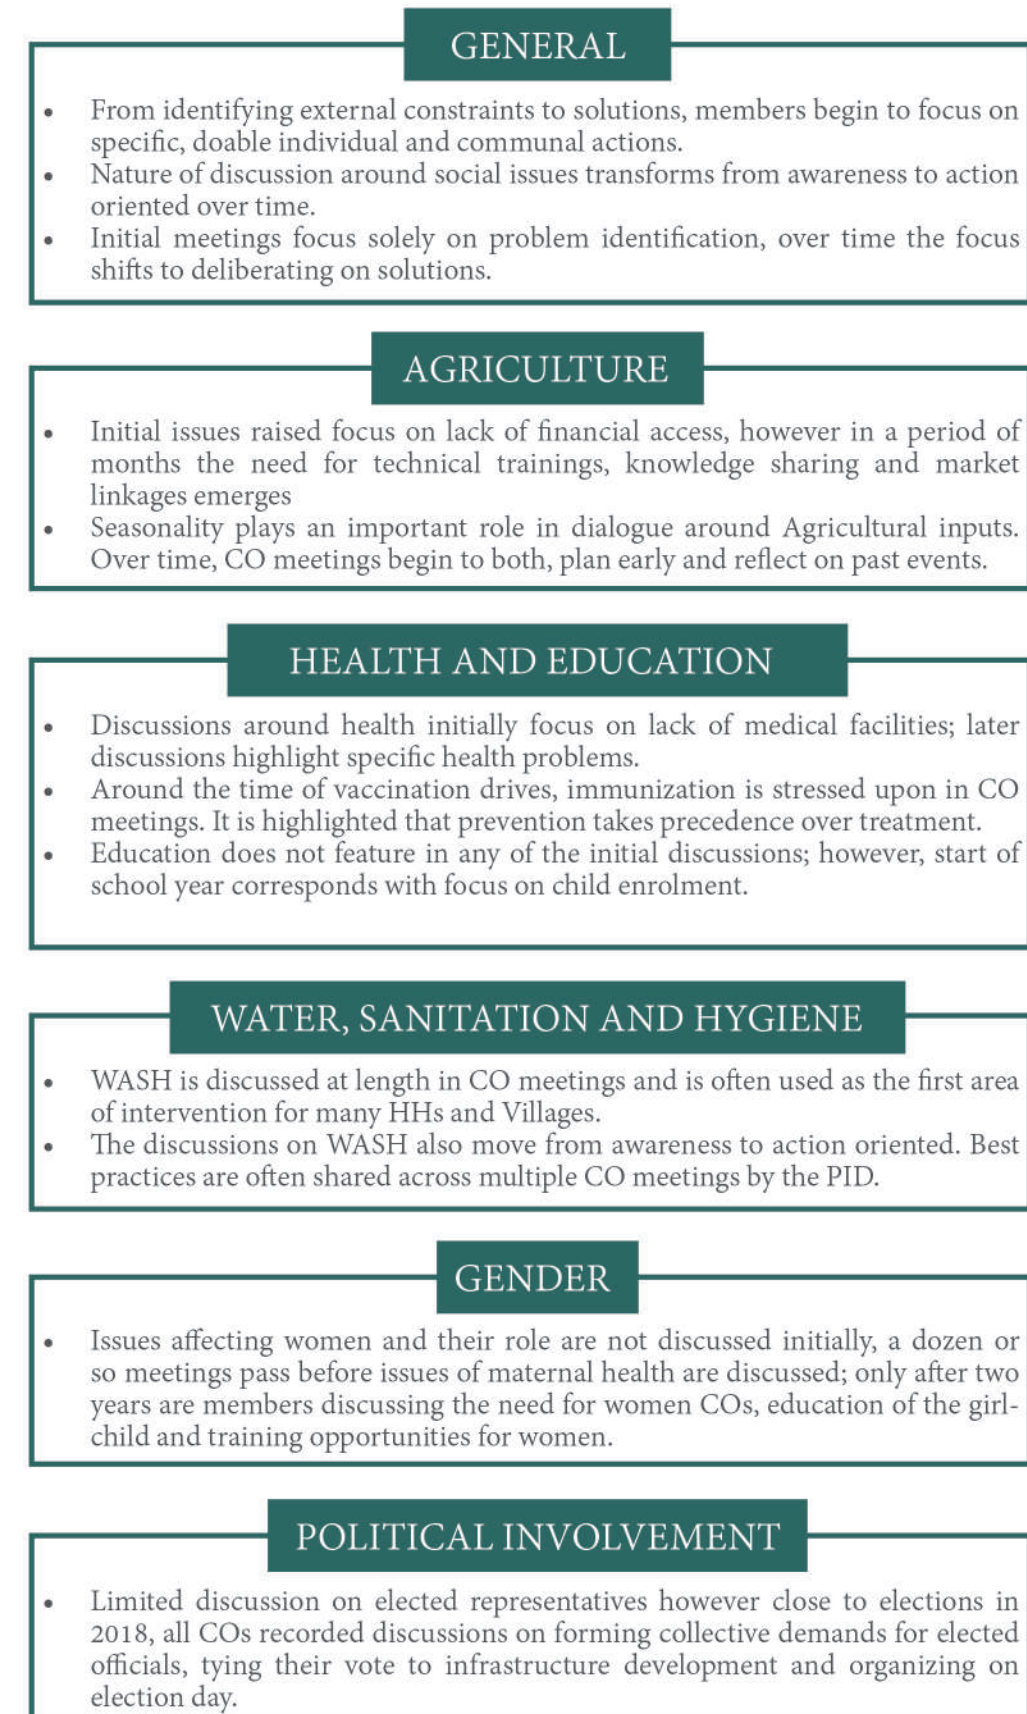 GENERAL
• From identifying external constraints to solutions, members begin to focus on
specific, doable individual and communal actions.
• Nature of discussion around social issues transforms from awareness to action
oriented over time.
• Initial meetings focus solely on problem identification, over time the focus
shifts to deliberating on solutions.
AGRICULTURE
• Initial issues raised focus on lack of financial access, however in a period of
months the need for technical trainings, knowledge sharing and market
linkages emerges
• Seasonality plays an important role in dialogue around Agricultural inputs.
Over time, CO meetings begin to both, plan early and reflect on past events.
HEALTH AND EDUCATION
• Discussions around health initially focus on lack of medical facilities; later
discussions highlight specific health problems.
• Around the time of vaccination drives, immunization is stressed upon in CO
meetings. It is highlighted that prevention takes precedence over treatment.
• Education does not feature in any of the initial discussions; however, start of
school year corresponds with focus on child enrolment.
WATER, SANITATION AND HYGIENE
• WASH is discussed at length in CO meetings and is often used as the first area
of intervention for many HHs and Villages.
• The discussions on WASH also move from awareness to action oriented. Best
practices are often shared across multiple CO meetings by the PID.
GENDER
• Issues affecting women and their role are not discussed initially, a dozen or
so meetings pass before issues of maternal health are discussed; only after two
years are members discussing the need for women COs, education of the girl-
child and training opportunities for women.
POLITICAL INVOLVEMENT
• Limited discussion on elected representatives however close to elections in
2018, all COs recorded discussions on forming collective demands for elected
officials, tying their vote to infrastructure development and organizing on
election day.